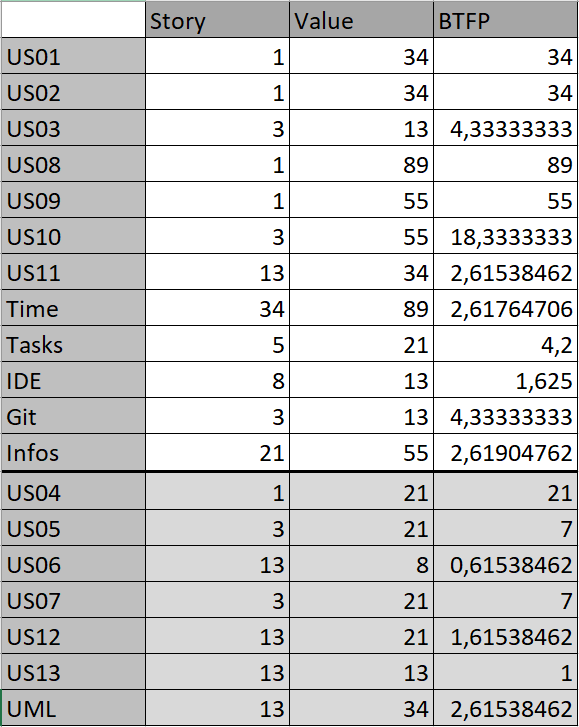 Story Value BTFP
US01 1 34 34
US02 1 34 34
US03 3 13 4,33333333
US08 1 89 89
US09 1 55 55
US10 3 55 18,3333333
US11 13 34 2,61538462
Time 34 89 2,61764706
Tasks 5 21 4,2
IDE 8 13 1,625
Git 3 13 4,33333333
Infos 21 55 2,61904762
US04 1 21 21
US05 3 21 7
US06 13 8 0,61538462
US07 3 21 7
US12 13 21 1,61538462
US13 13 13 1
UML 13 34 2,61538462